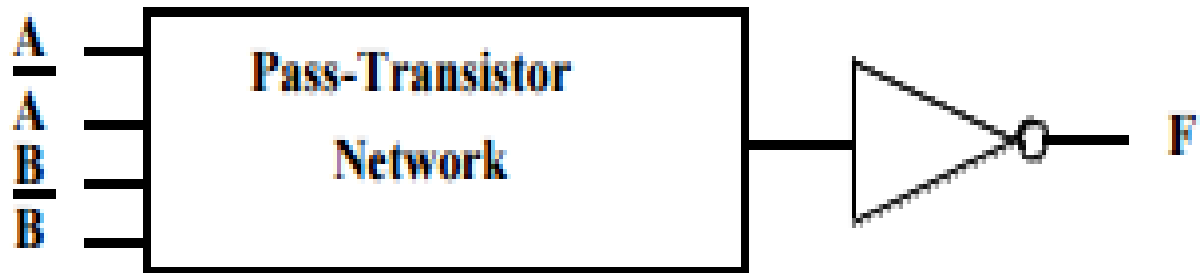 A
A̅
B
B̅
Pass-Transistor
Network
F